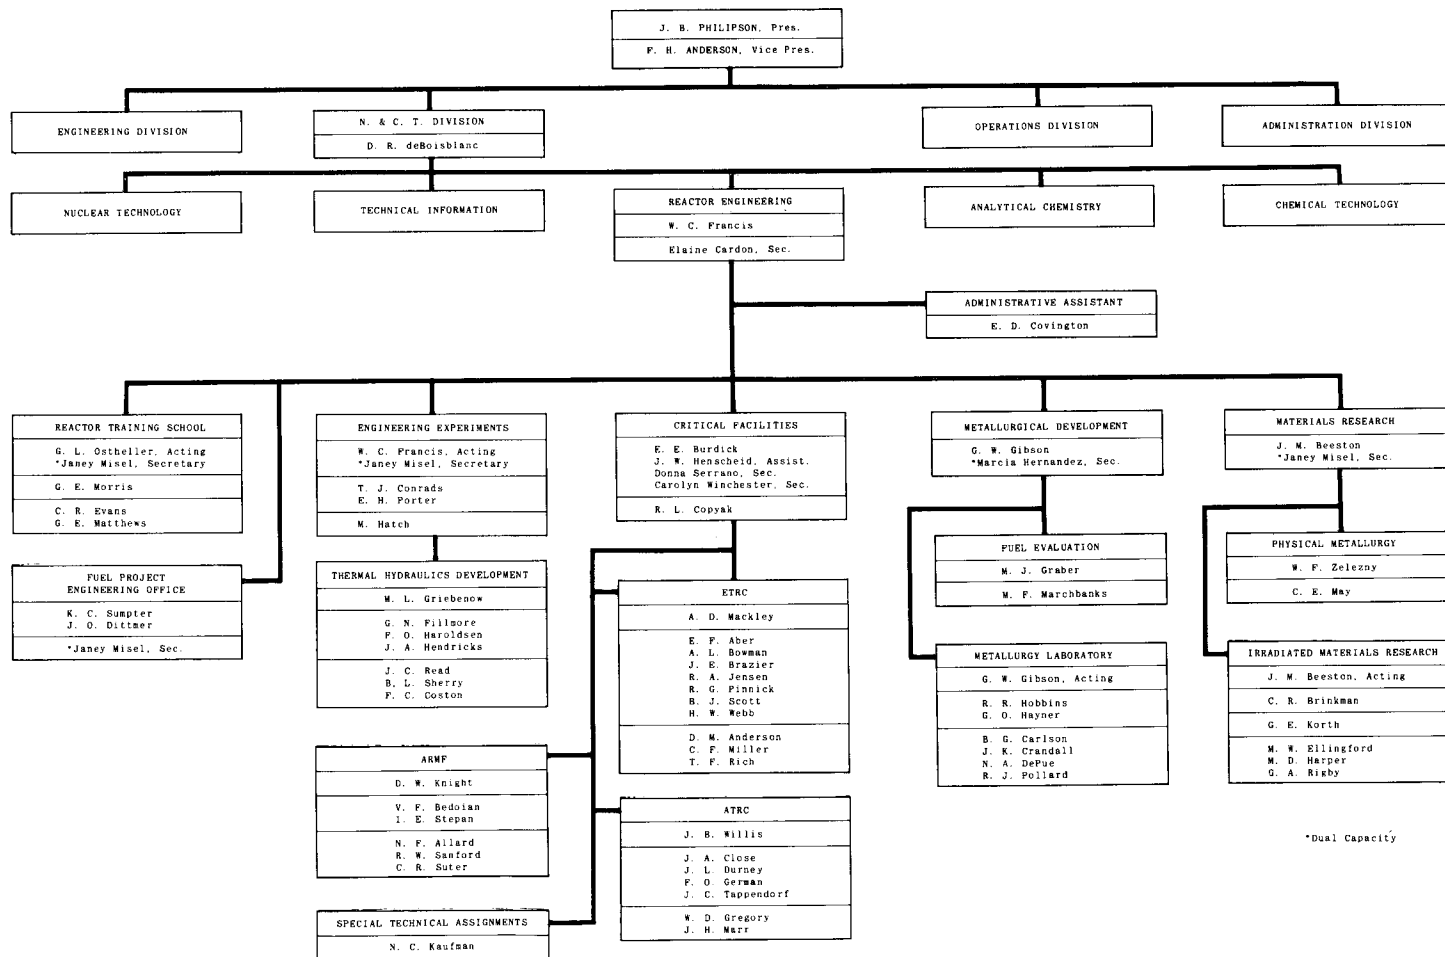 J. B. PHILIPSON, Pres.
F. H. ANDERSON, Vice Pres.
ENGINEERING DIVISION
N. & C. T. DIVISION
D. R. deBoisblanc
OPERATIONS DIVISION
ADMINISTRATION DIVISION
NUCLEAR TECHNOLOGY
TECHNICAL INFORMATION
REACTOR ENGINEERING
W. C. Francis
Elaine Cardon, Sec.
ANALYTICAL CHEMISTRY
CHEMICAL TECHNOLOGY
ADMINISTRATIVE ASSISTANT
E. D. Covington
REACTOR TRAINING SCHOOL
G. L. Ostheller, Acting
*Janey Misel, Secretary
G. E. Morris
C. R. Evans
G. E. Matthews
FUEL PROJECT
ENGINEERING OFFICE
K. C. Sumpter
J. O. Dittmer
*Janey Misel, Sec.
ENGINEERING EXPERIMENTS
W. C. Francis, Acting
*Janey Misel, Secretary
T. J. Conrads
E. H. Porter
M. Hatch
THERMAL HYDRAULICS DEVELOPMENT
M. L. Griebenow
G. N. Fillmore
F. O. Haroldsen
J. A. Hendricks
J. C. Read
B. L. Sherry
F. C. Coston
ARMF
D. W. Knight
V. F. Bedoian
I. E. Stepan
N. F. Allard
R. W. Sanford
C. R. Suter
SPECIAL TECHNICAL ASSIGNMENTS
N. C. Kaufman
CRITICAL FACILITIES
E. E. Burdick
J. W. Henscheid, Assist.
Donna Serrano, Sec.
Carolyn Winchester, Sec.
R. L. Copyak
ETRC
A. D. Mackley
E. F. Aber
A. L. Bowman
J. E. Brazier
R. A. Jensen
R. G. Pinnick
B. J. Scott
H. W. Webb
D. M. Anderson
C. F. Miller
T. F. Rich
ATRC
J. B. Willis
J. A. Close
J. L. Durney
F. O. German
J. C. Tappendorf
W. D. Gregory
J. H. Marr
METALLURGICAL DEVELOPMENT
G. W. Gibson
*Marcia Hernandez, Sec.
FUEL EVALUATION
M. J. Graber
M. F. Marchbanks
METALLURGY LABORATORY
G. W. Gibson, Acting
R. R. Hobbins
G. O. Hayner
B. G. Carlson
J. K. Crandall
N. A. DePue
R. J. Pollard
MATERIALS RESEARCH
J. M. Beeston
*Janey Misel, Sec.
PHYSICAL METALLURGY
W. F. Zelezny
C. E. May
IRRADIATED MATERIALS RESEARCH
J. M. Beeston, Acting
C. R. Brinkman
G. E. Korth
M. W. Ellingford
M. D. Harper
G. A. Rigby
*Dual Capacity